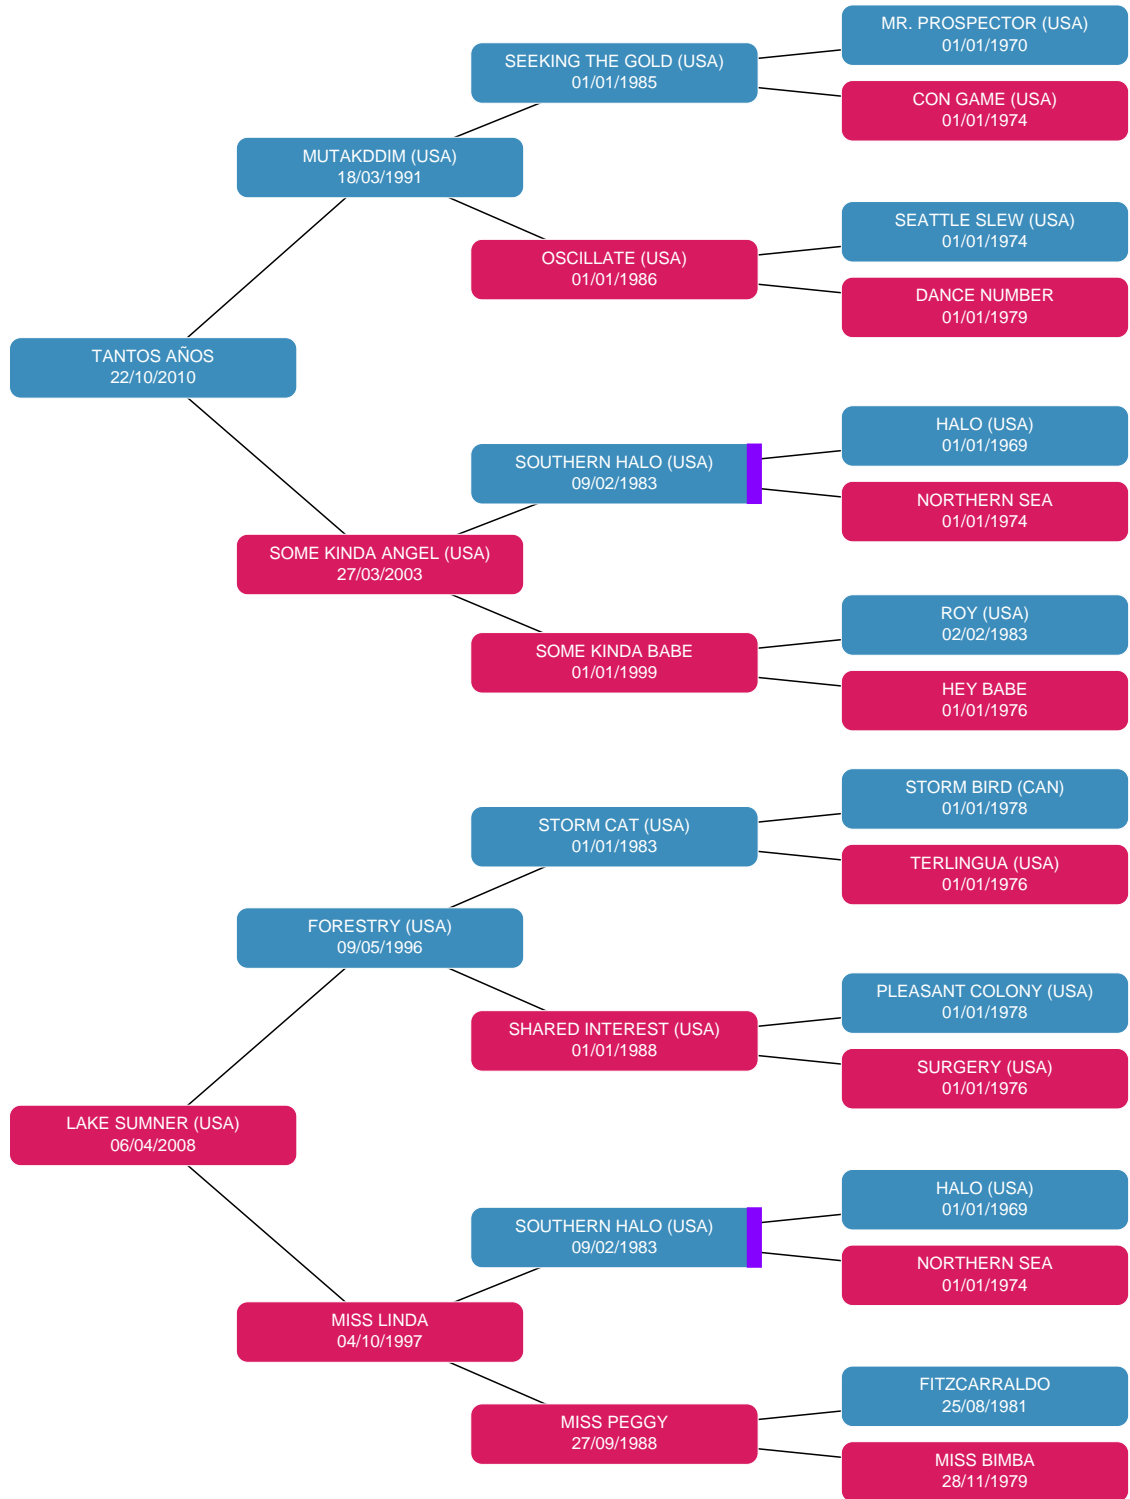 MR. PROSPECTOR (USA)
01/01/1970
SEEKING THE GOLD (USA)
01/01/1985
CON GAME (USA)
01/01/1974
MUTAKDDIM (USA)
18/03/1991
SEATTLE SLEW (USA)
01/01/1974
OSCILLATE (USA)
01/01/1986
DANCE NUMBER
01/01/1979
TANTOS AÑOS
22/10/2010
HALO (USA)
01/01/1969
SOUTHERN HALO (USA)
09/02/1983
NORTHERN SEA
01/01/1974
SOME KINDA ANGEL (USA)
27/03/2003
ROY (USA)
02/02/1983
SOME KINDA BABE
01/01/1999
HEY BABE
01/01/1976
STORM BIRD (CAN)
01/01/1978
STORM CAT (USA)
01/01/1983
TERLINGUA (USA)
01/01/1976
FORESTRY (USA)
09/05/1996
PLEASANT COLONY (USA)
01/01/1978
SHARED INTEREST (USA)
01/01/1988
SURGERY (USA)
01/01/1976
LAKE SUMNER (USA)
06/04/2008
HALO (USA)
01/01/1969
SOUTHERN HALO (USA)
09/02/1983
NORTHERN SEA
01/01/1974
MISS LINDA
04/10/1997
FITZCARRALDO
25/08/1981
MISS PEGGY
27/09/1988
MISS BIMBA
28/11/1979